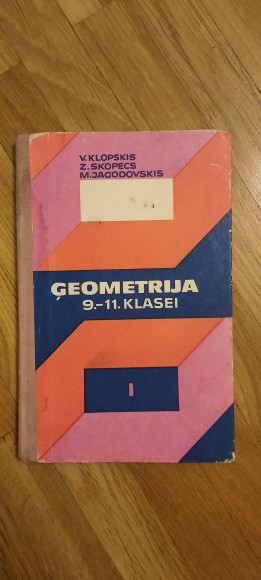 V. KLOPSKIS
Z. SKOPECS
M. JAGODOVSKIS
ĢEOMETRIJA
9.-11. KLASEI
I